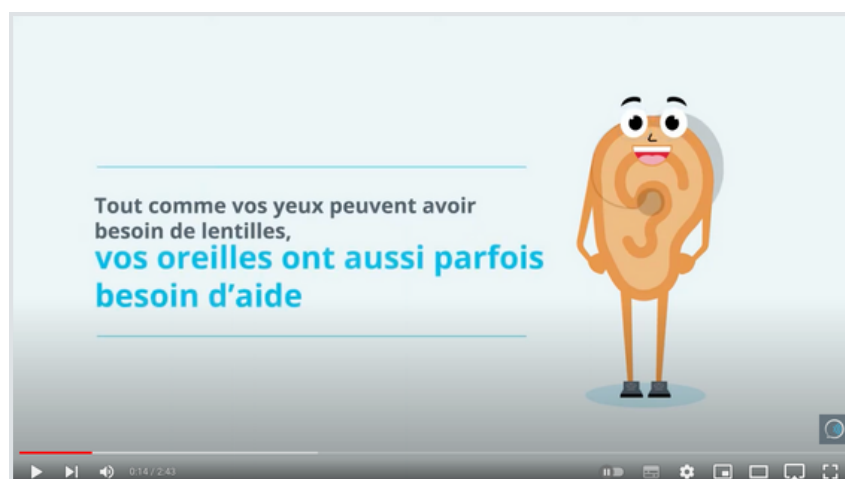 Tout comme vos yeux peuvent avoir
besoin de lentilles,
vos oreilles ont aussi parfois
besoin d’aide
0:14 / 2:43